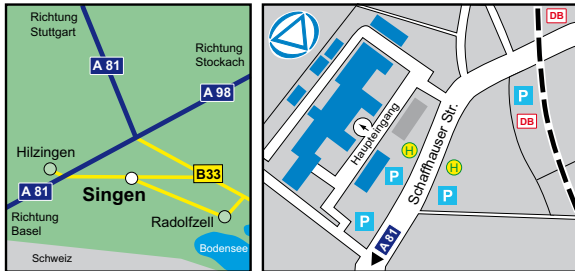 Richtung
Stuttgart
A 81
Richtung
Stockach
A 98
Hilzingen
B33
A 81
Singen
Richtung
Basel
Radolfzell
Bodensee
Schweiz
DB
P
DB
Haupteingang
Schaffhauser Str.
H
H
P
P
P
A 81